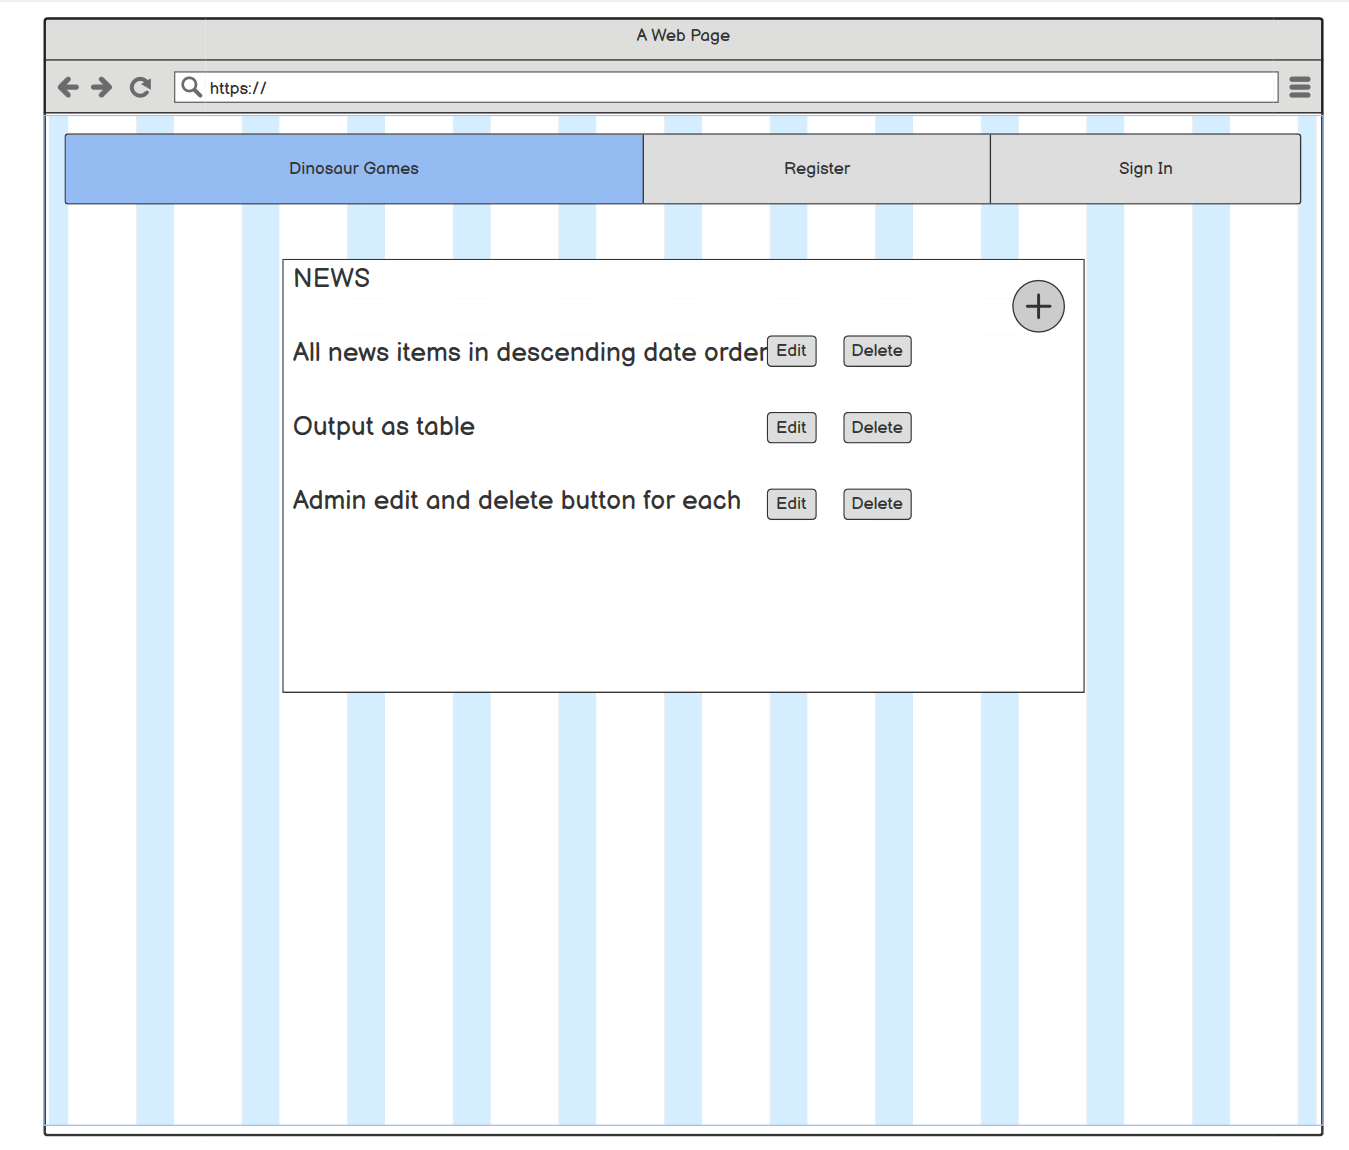 A Web Page
https://
Dinosaur Games Register Sign In
NEWS
All news items in descending date order Edit Delete
Output as table Edit Delete
Admin edit and delete button for each Edit Delete